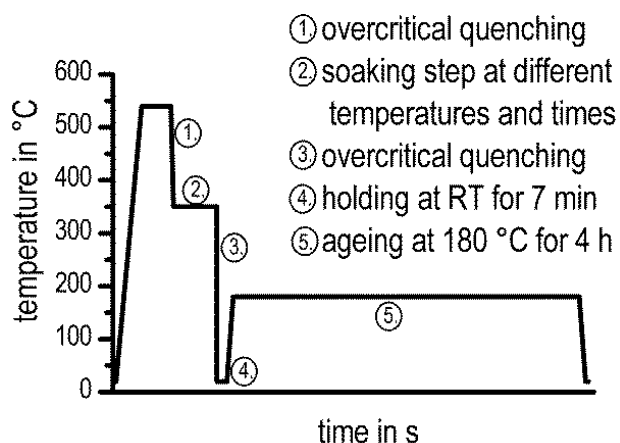 ① overcritical quenching
② soaking step at different
temperatures and times
③ overcritical quenching
④ holding at RT for 7 min
⑤ ageing at 180 °C for 4 h
temperature in °C
600
500
400
300
200
100
0
1.
2.
3.
4.
5.
time in s